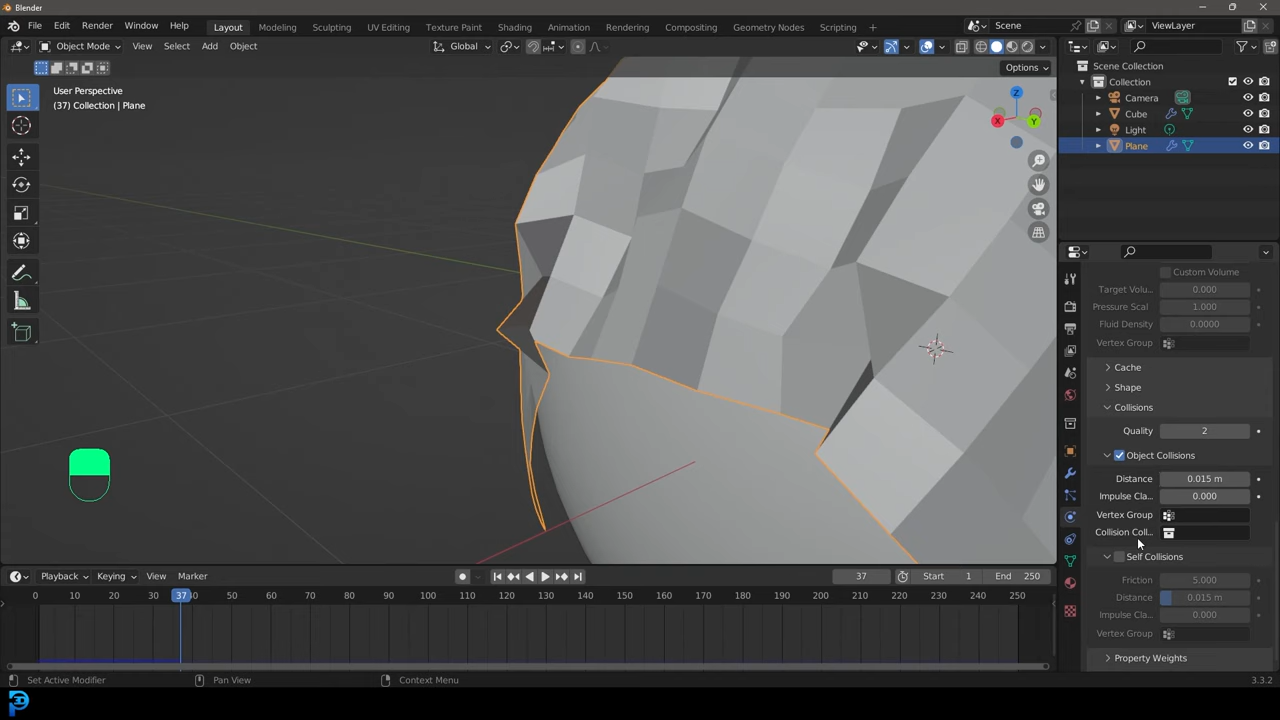 Blender
File Edit Render Window Help Layout Modeling Sculpting UV Editing Texture Paint Shading Animation Rendering Compositing Geometry Nodes Scripting + Scene ViewLayer
Object Mode View Select Add Object Global
Options
User Perspective
(37) Collection | Plane
Z
X
Y
Scene Collection
Collection
Camera
Cube
Light
Plane
Custom Volume
Target Volu... 0.000
Pressure Scal 1.000
Fluid Density 0.0000
Vertex Group
Cache
Shape
Collisions
Quality 2
Object Collisions
Distance 0.015 m
Impulse Cla... 0.000
Vertex Group
Collision Coll...
Self Collisions
Friction 5.000
Distance 0.015 m
Impulse Cla... 0.000
Vertex Group
Property Weights
Playback Keying View Marker 37 Start 1 End 250
0 10 20 30 37 40 50 60 70 80 90 100 110 120 130 140 150 160 170 180 190 200 210 220 230 240 250
Set Active Modifier Pan View Context Menu 3.3.2